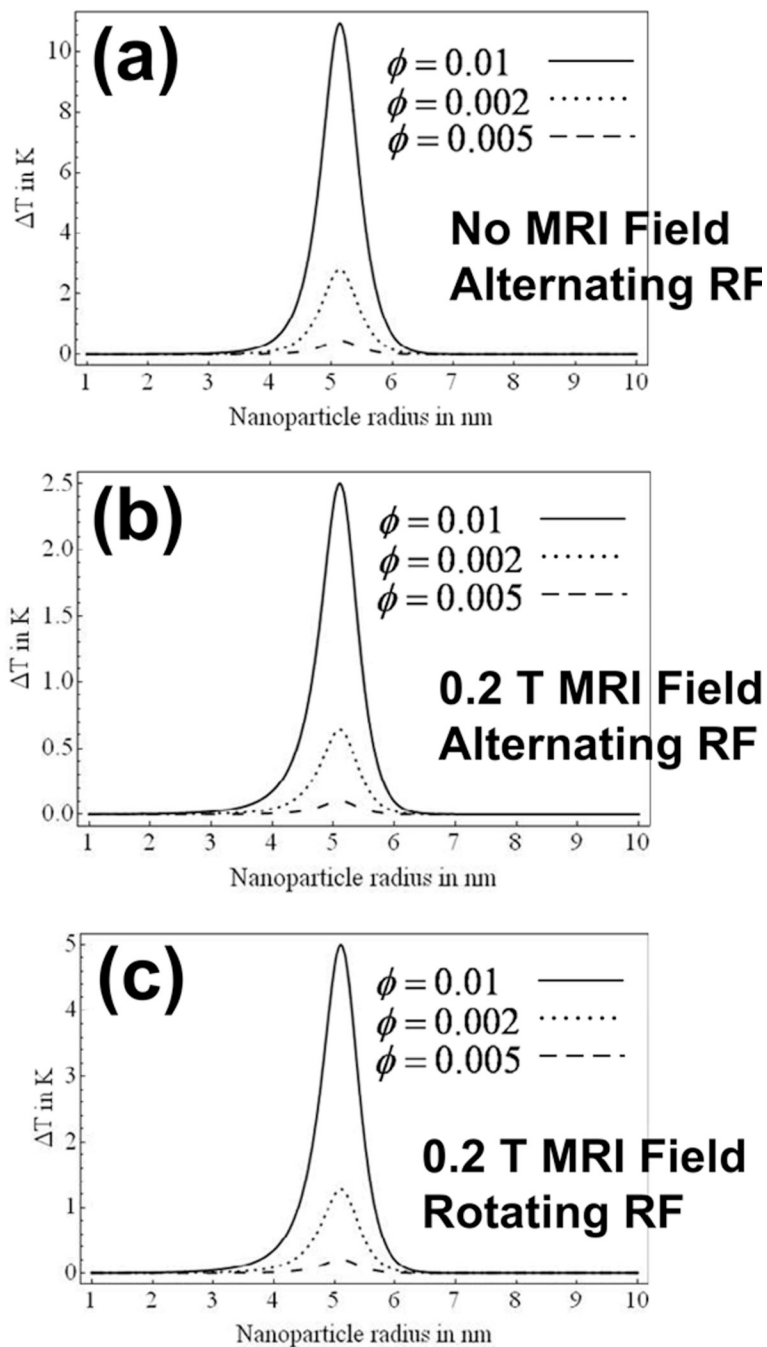 (a)
10
8
6
4
2
0
ΔT in K
ϕ = 0.01
ϕ = 0.002
ϕ = 0.005
No MRI Field
Alternating RF
1 2 3 4 5 6 7 8 9 10
Nanoparticle radius in nm
(b)
2.5
2.0
1.5
1.0
0.5
0.0
ΔT in K
ϕ = 0.01
ϕ = 0.002
ϕ = 0.005
0.2 T MRI Field
Alternating RF
1 2 3 4 5 6 7 8 9 10
Nanoparticle radius in nm
(c)
5
4
3
2
1
0
ΔT in K
ϕ = 0.01
ϕ = 0.002
ϕ = 0.005
0.2 T MRI Field
Rotating RF
1 2 3 4 5 6 7 8 9 10
Nanoparticle radius in nm